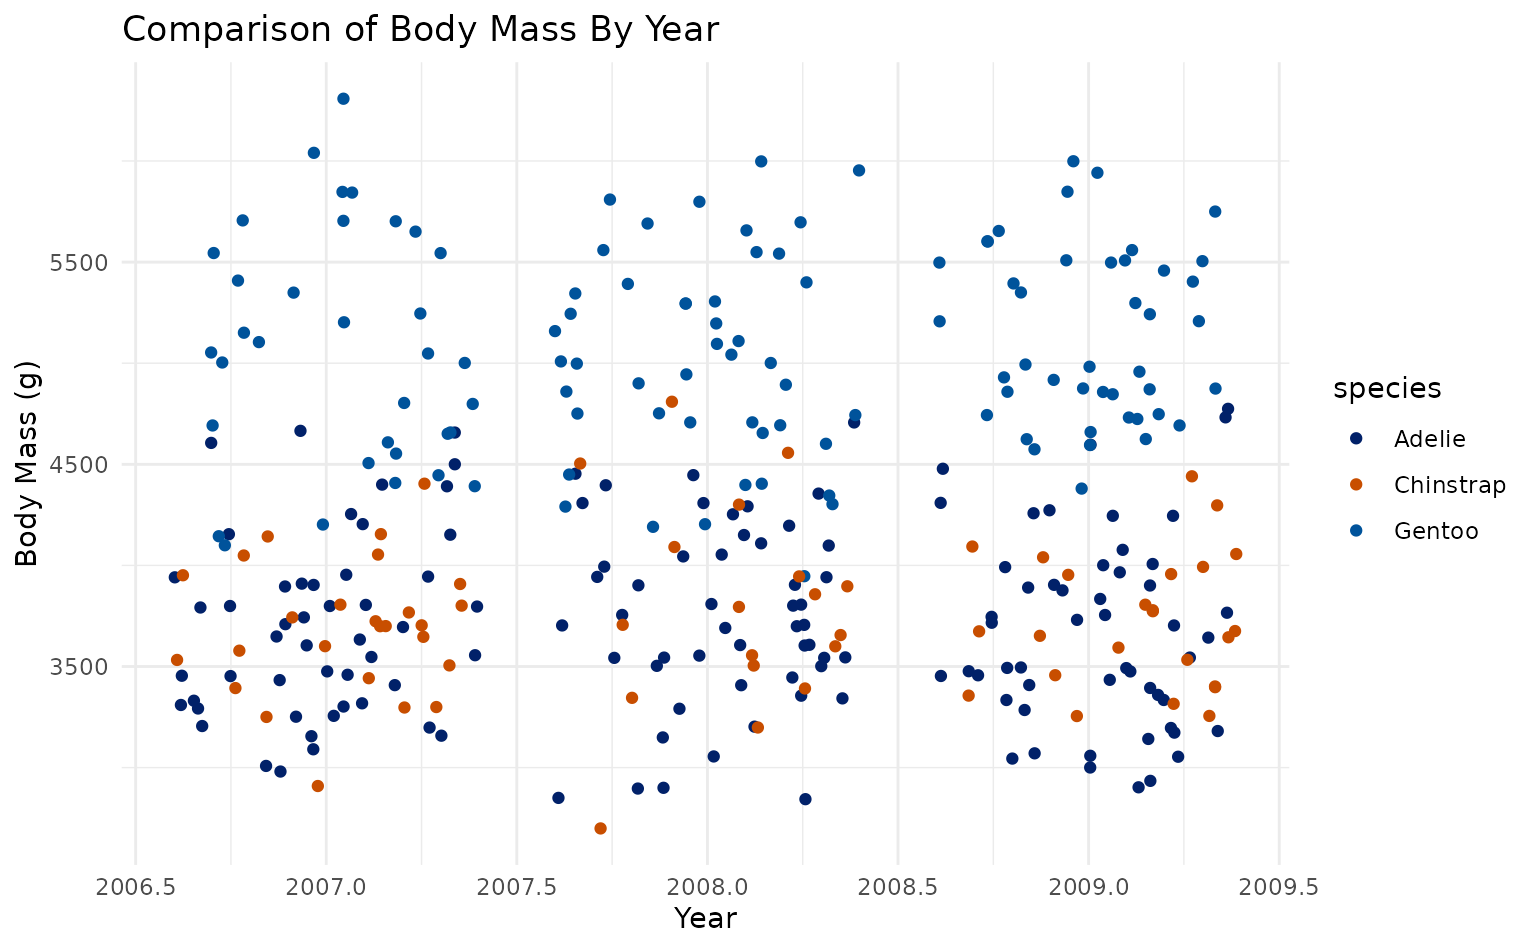 Comparison of Body Mass By Year
Body Mass (g)
5500
4500
3500
2006.5 2007.0 2007.5 2008.0 2008.5 2009.0 2009.5
Year
species
Adelie
Chinstrap
Gentoo